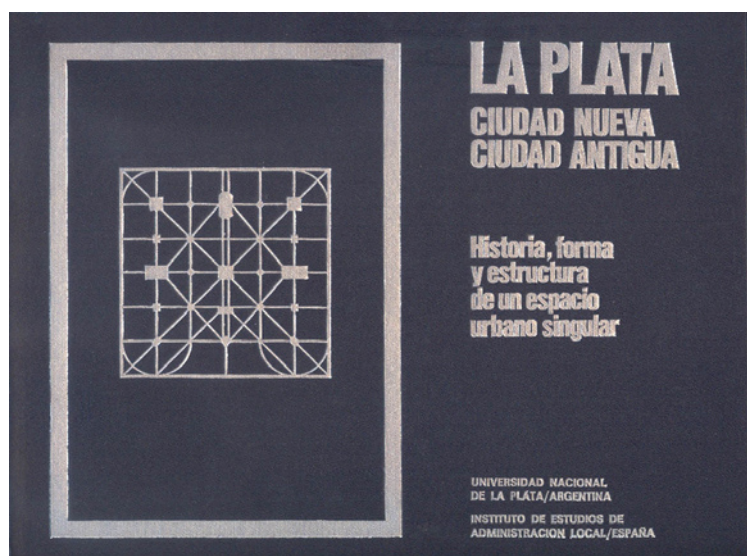 LA PLATA
CIUDAD NUEVA
CIUDAD ANTIGUA
Historia, forma
y estructura
de un espacio
urbano singular
UNIVERSIDAD NACIONAL
DE LA PLATA/ARGENTINA
INSTITUTO DE ESTUDIOS DE
ADMINISTRACION LOCAL/ESPAÑA